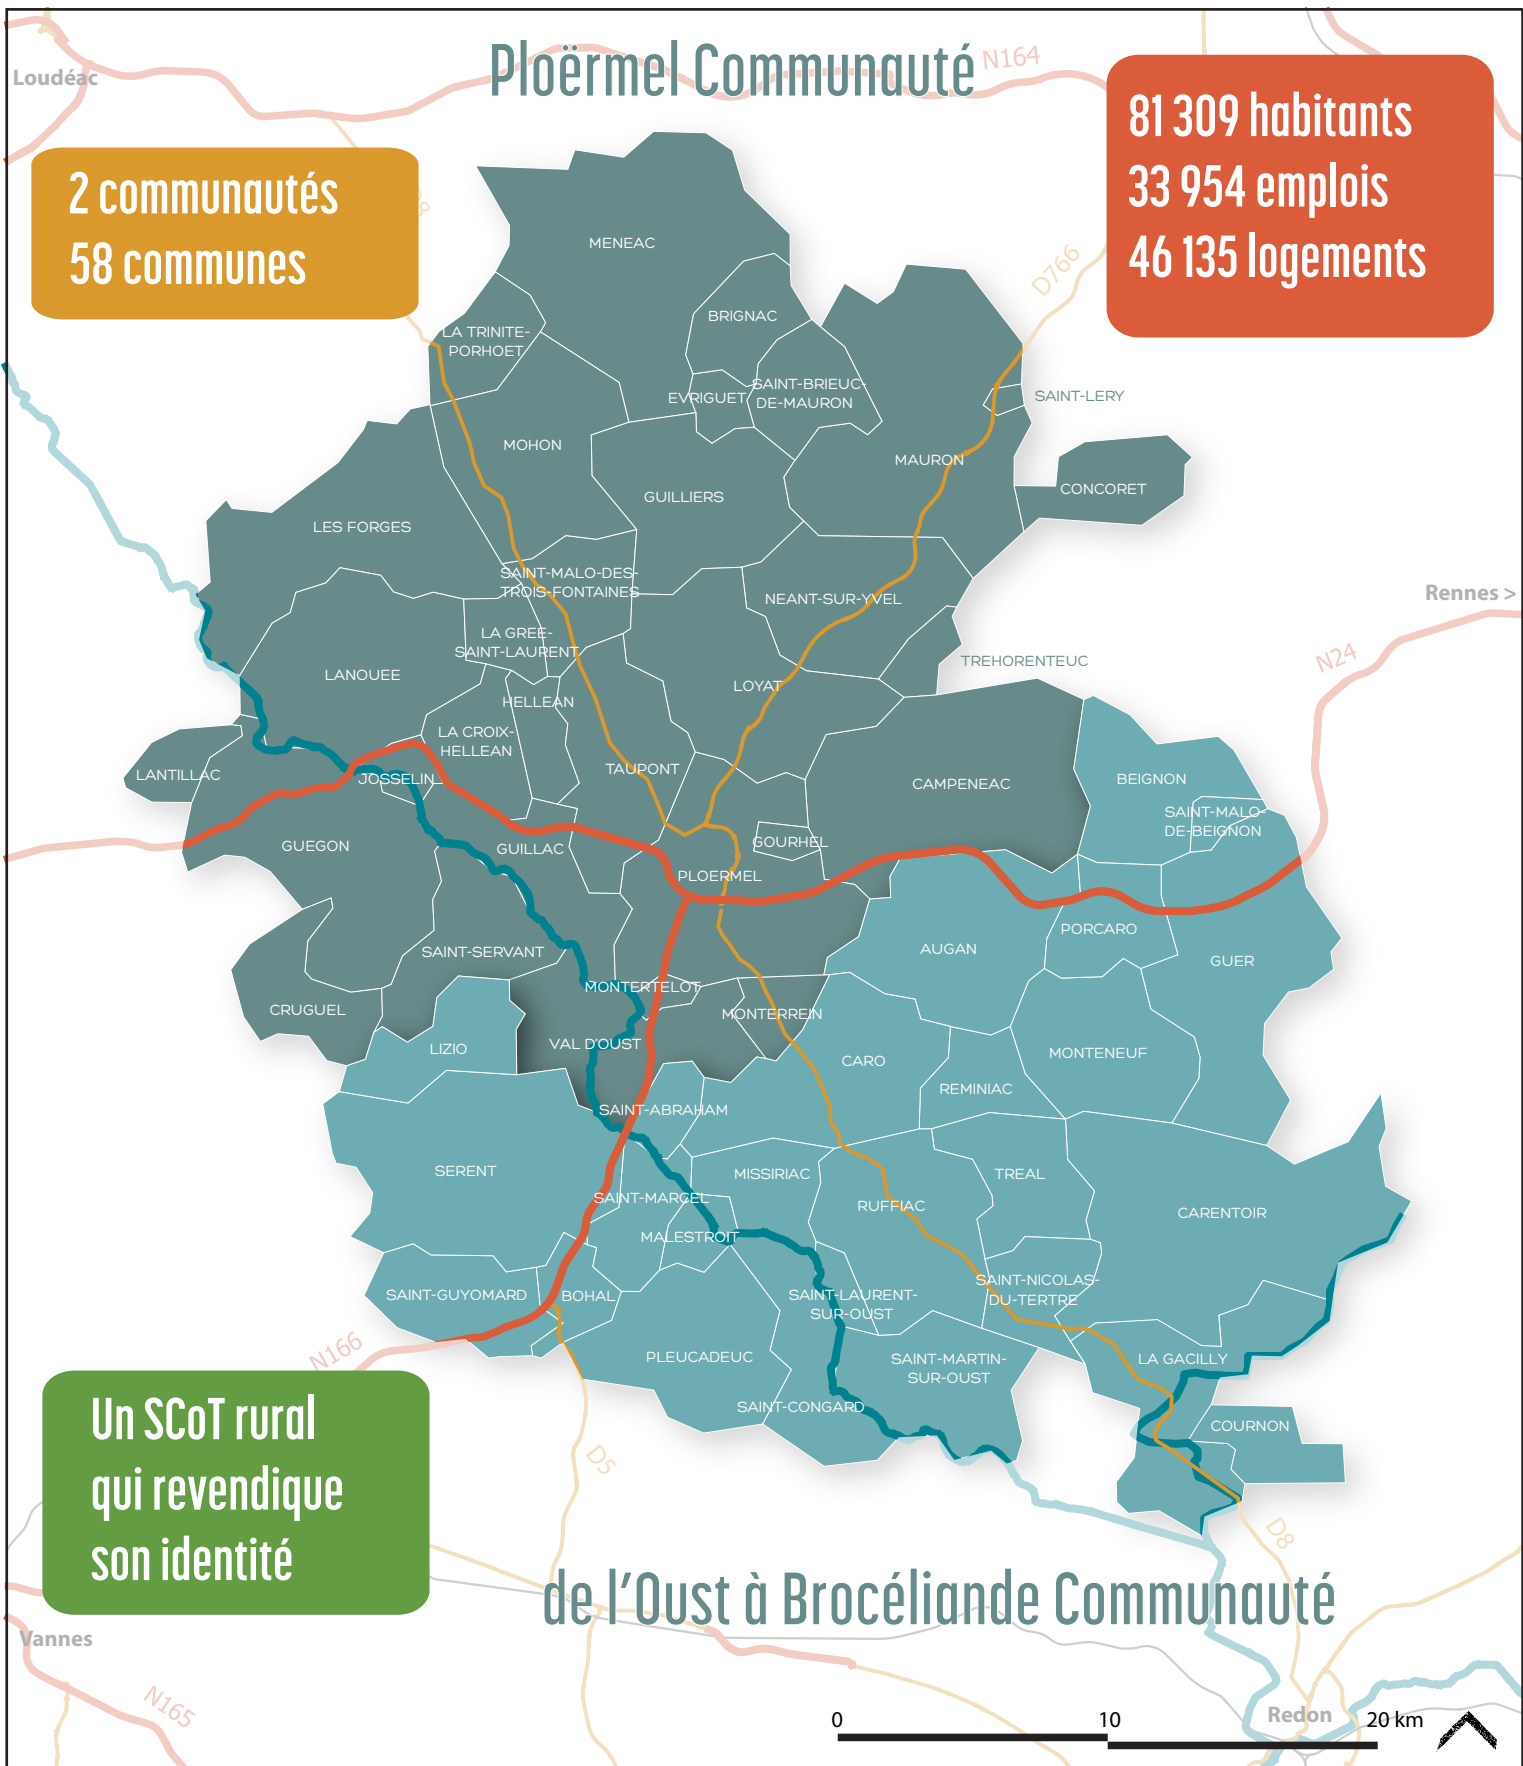 Ploërmel Communauté
N164
Loudéac
81 309 habitants
33 954 emplois
46 135 logements
2 communautés
58 communes
D766
MENEAC
BRIGNAC
LA TRINITE-
PORHOET
SAINT-BRIEUC-
DE-MAURON
EVRIGUET
SAINT-LERY
MOHON
MAURON
CONCORET
GUILLIERS
LES FORGES
SAINT-MALO-DES-
TROIS-FONTAINES
NEANT-SUR-YVEL
Rennes >
LA GREE-
SAINT-LAURENT
N24
TREHORENTEUC
LANOUEE
LOYAT
HELLEAN
LA CROIX-
HELLEAN
TAUPONT
LANTILLAC
JOSSELIN
CAMPENEAC
BEIGNON
SAINT-MALO-
DE-BEIGNON
GUEGON
GUILLAC
GOURHEL
PLOERMEL
PORCARO
AUGAN
SAINT-SERVANT
GUER
MONTERTELOT
CRUGUEL
MONTERREIN
VAL D'OUST
LIZIO
CARO
MONTENEUF
REMINIAC
SAINT-ABRAHAM
SERENT
MISSIRIAC
TREAL
SAINT-MARCEL
RUFFIAC
CARENTOIR
MALESTROIT
SAINT-GUYOMARD
BOHAL
SAINT-LAURENT-
SUR-OUST
SAINT-NICOLAS-
DU-TERTRE
N166
PLEUCADEUC
SAINT-MARTIN-
SUR-OUST
LA GACILLY
SAINT-CONGARD
COURNON
Un SCoT rural
qui revendique
son identité
D5
D8
de l'Oust à Brocéliande Communauté
Vannes
N165
Redon
0
10
20 km